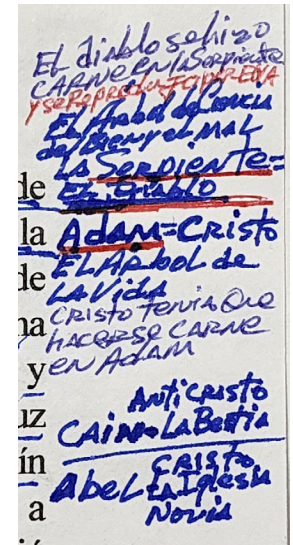 El diablo se hizo
CARNE EN la Serpiente
y se Reprodujo por EVA
El Arbol de Ciencia
del Bien y el MAL
LA Serpiente=
de EL Diablo
la AdAm=CRisto
de EL ARbol de
LA Vida
na CRISTO Tenia Que
HACERSE CARNE
y en AdAM
Anticristo
uz CAin=LaBestia
ín CRisto
a Abel La Iglesia
Novia